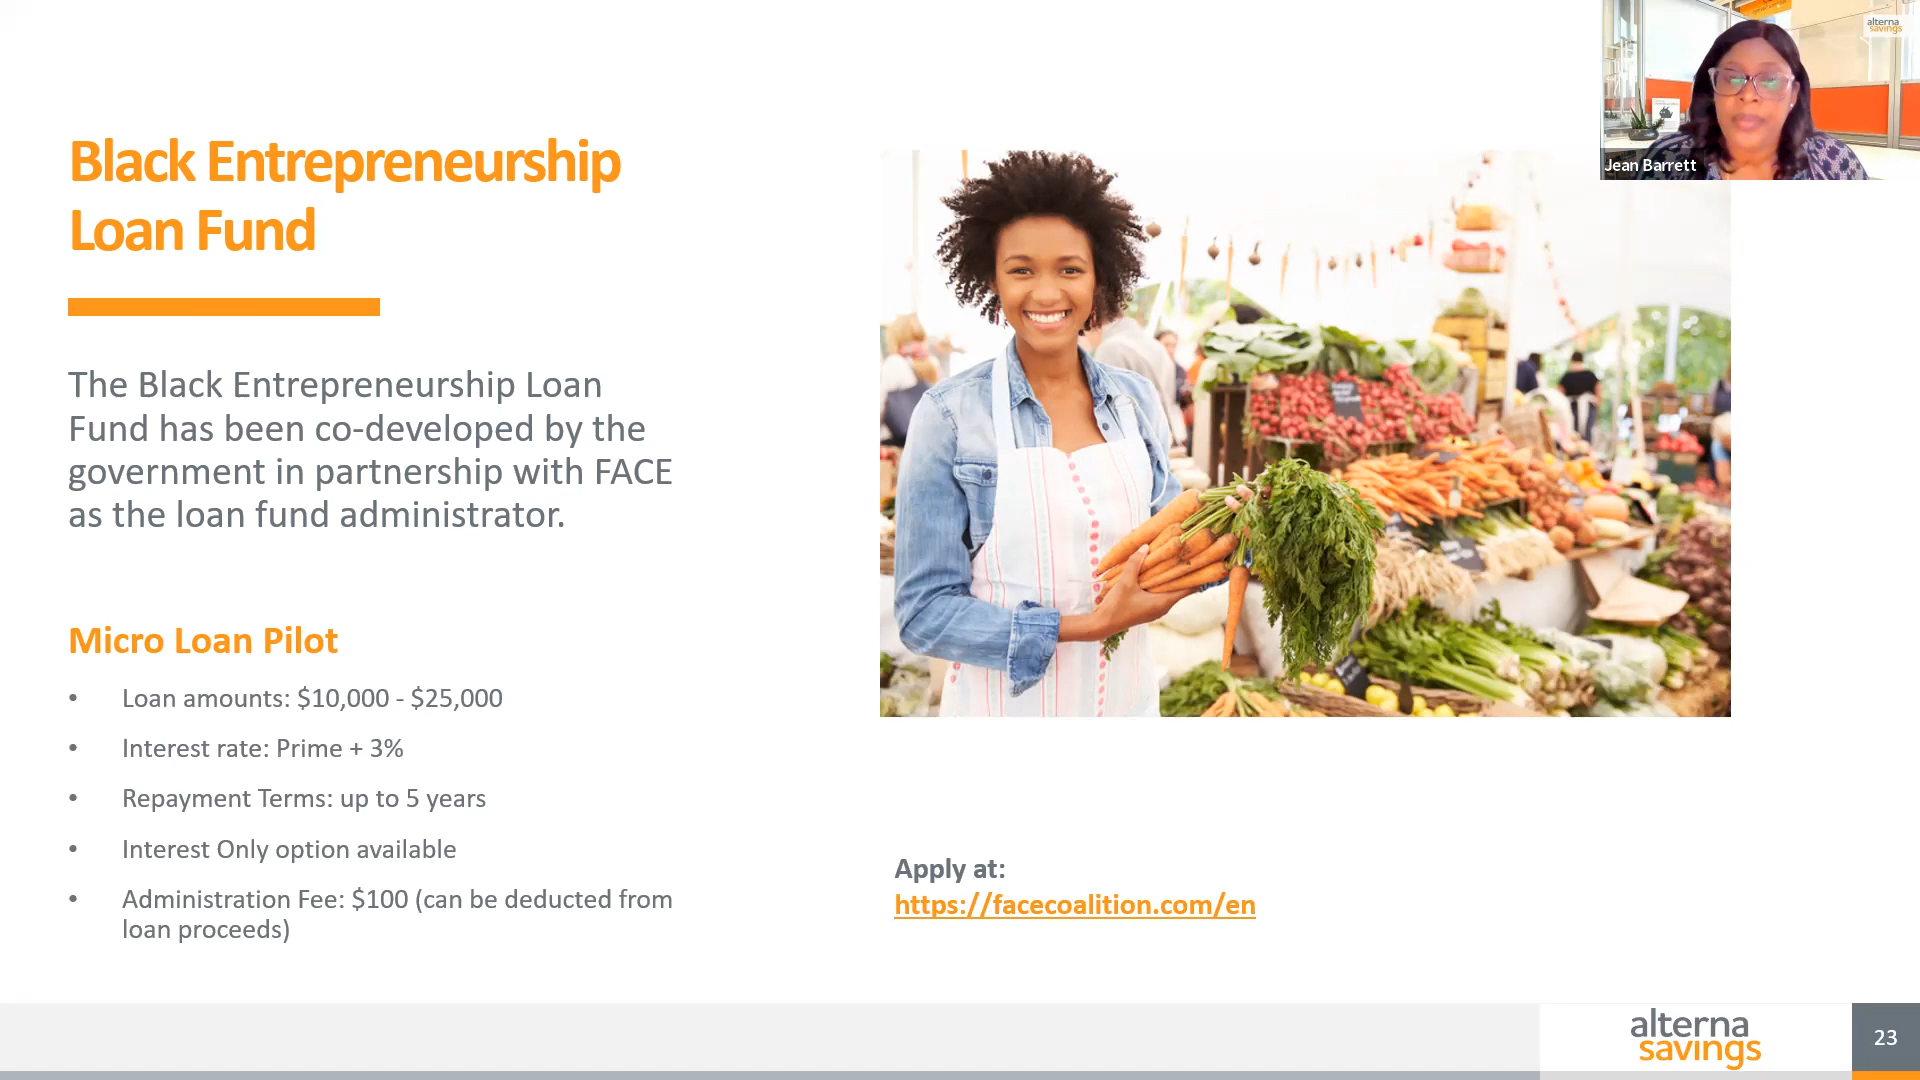 alterna
savings
Jean Barrett
Black Entrepreneurship
Loan Fund
The Black Entrepreneurship Loan
Fund has been co-developed by the
government in partnership with FACE
as the loan fund administrator.
Micro Loan Pilot
• Loan amounts: $10,000 - $25,000
• Interest rate: Prime + 3%
• Repayment Terms: up to 5 years
• Interest Only option available
• Administration Fee: $100 (can be deducted from
loan proceeds)
Apply at:
https://facecoalition.com/en
alterna
savings
23